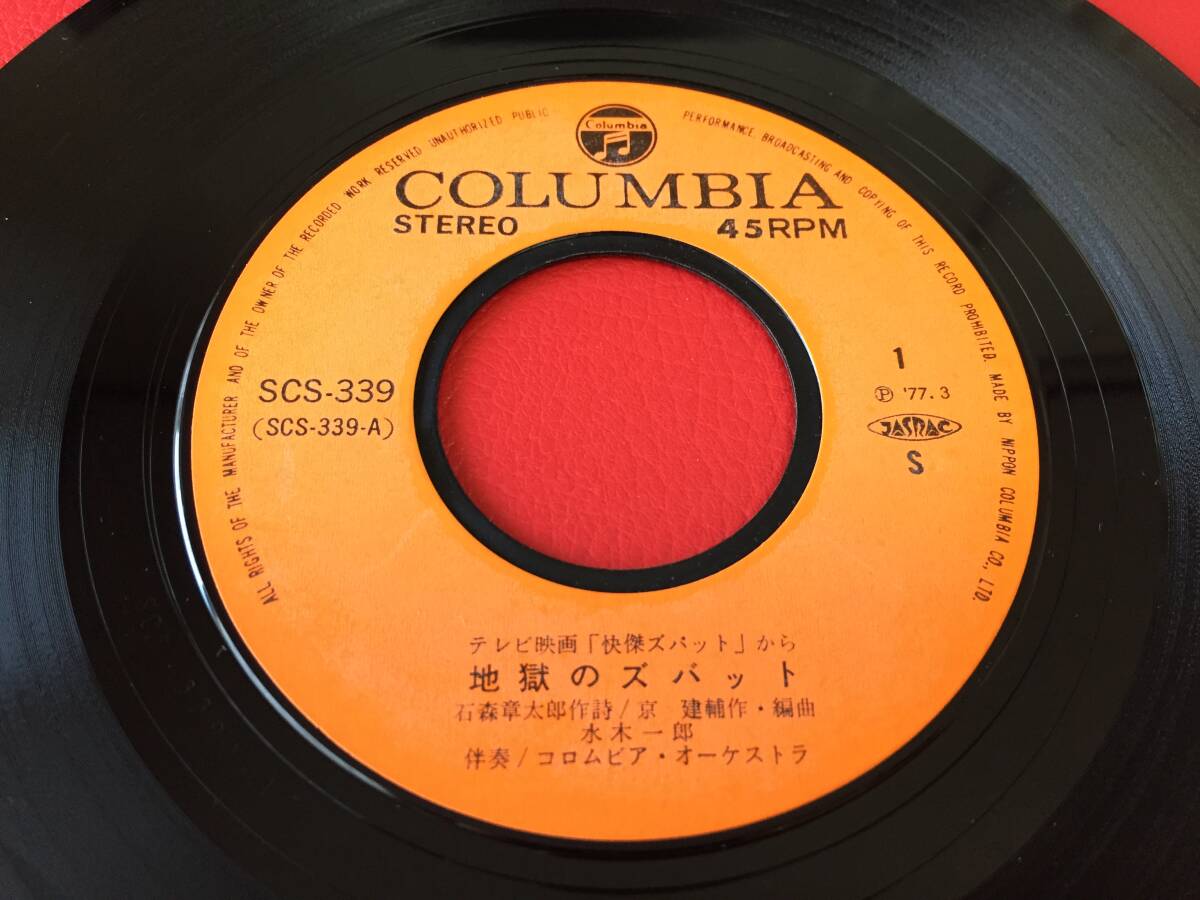 ALL RIGHTS OF THE MANUFACTURER AND OF THE OWNER OF THE RECORDED WORK RESERVED UNAUTHORIZED PUBLIC PERFORMANCE BROADCASTING AND COPYING OF THIS RECORD PROHIBITED. MADE BY NIPPON COLUMBIA CO., LTD.
Columbia
COLUMBIA
STEREO 45RPM
SCS-339
(SCS-339-A)
1
Ⓟ '77.3
JASRAC
S
テレビ映画「快傑ズバット」から
地獄のズバット
石森章太郎作詩/京 建輔作・編曲
水木一郎
伴奏/コロムビア・オーケストラ